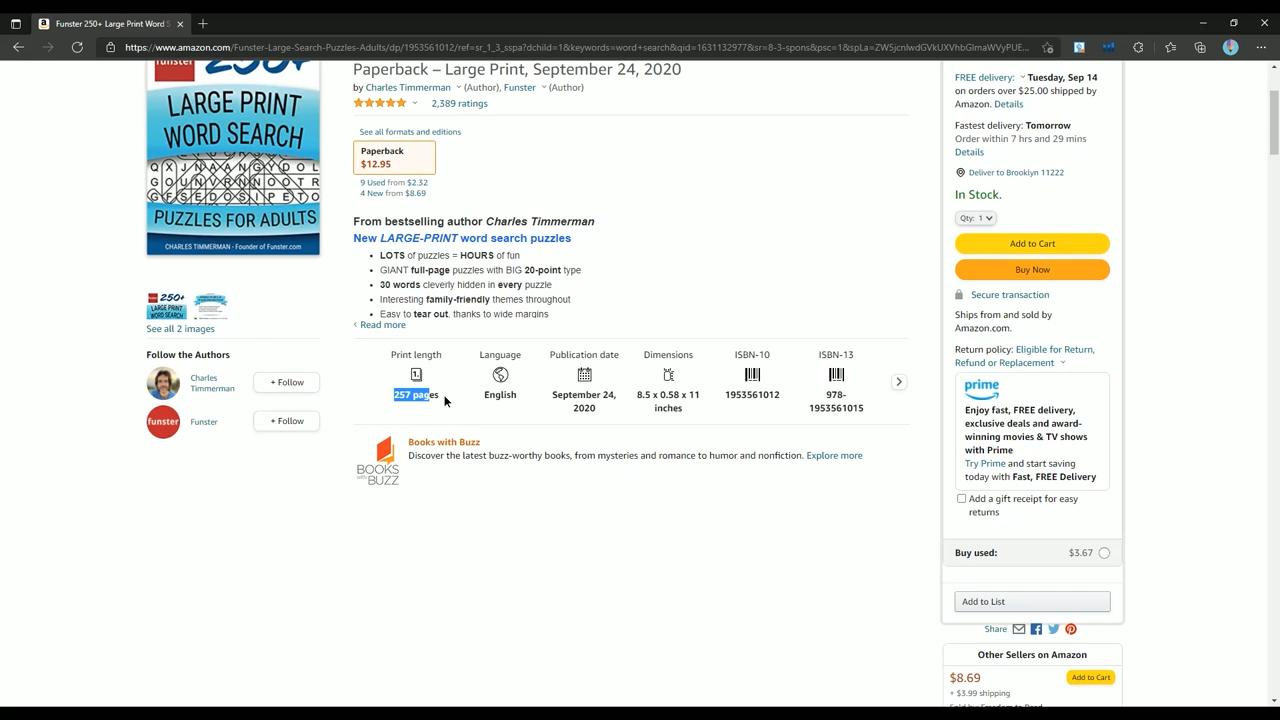 Funster 250+ Large Print Word S
https://www.amazon.com/Funster-Large-Search-Puzzles-Adults/dp/1953561012/ref=sr_1_3_sspa?dchild=1&keywords=word+search&qid=1631132977&sr=8-3-spons&psc=1&spLa=ZW5jcnlwdGVkUXVhbGlmaWVyPUE...
funster
250+
LARGE PRINT
WORD SEARCH
PUZZLES FOR ADULTS
CHARLES TIMMERMAN - Founder of Funster.com
See all 2 images
Follow the Authors
Charles
Timmerman
+ Follow
funster
Funster
+ Follow
Paperback – Large Print, September 24, 2020
by Charles Timmerman (Author), Funster (Author)
2,389 ratings
See all formats and editions
Paperback
$12.95
9 Used from $2.32
4 New from $8.69
From bestselling author Charles Timmerman
New LARGE-PRINT word search puzzles
• LOTS of puzzles = HOURS of fun
• GIANT full-page puzzles with BIG 20-point type
• 30 words cleverly hidden in every puzzle
• Interesting family-friendly themes throughout
• Easy to tear out, thanks to wide margins
Read more
Print length
257 pages
Language
English
Publication date
September 24,
2020
Dimensions
8.5 x 0.58 x 11
inches
ISBN-10
1953561012
ISBN-13
978-
1953561015
BOOKS
with BUZZ
Books with Buzz
Discover the latest buzz-worthy books, from mysteries and romance to humor and nonfiction. Explore more
FREE delivery: Tuesday, Sep 14
on orders over $25.00 shipped by
Amazon. Details
Fastest delivery: Tomorrow
Order within 7 hrs and 29 mins
Details
Deliver to Brooklyn 11222
In Stock.
Qty: 1
Add to Cart
Buy Now
Secure transaction
Ships from and sold by
Amazon.com.
Return policy: Eligible for Return,
Refund or Replacement
prime
Enjoy fast, FREE delivery,
exclusive deals and award-
winning movies & TV shows
with Prime
Try Prime and start saving
today with Fast, FREE Delivery
Add a gift receipt for easy
returns
Buy used:
$3.67
Add to List
Share
Other Sellers on Amazon
$8.69
Add to Cart
+ $3.99 shipping